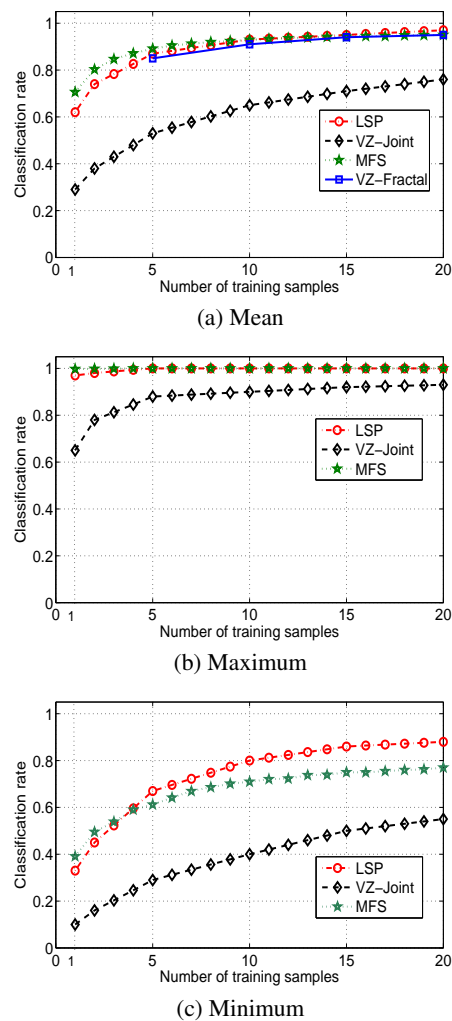 1
0.8
0.6
0.4
0.2
0
Classification rate
LSP
VZ-Joint
MFS
VZ-Fractal
0 1 5 10 15 20
Number of training samples
(a) Mean
1
0.8
0.6
0.4
0.2
0
Classification rate
LSP
VZ-Joint
MFS
0 1 5 10 15 20
Number of training samples
(b) Maximum
1
0.8
0.6
0.4
0.2
0
Classification rate
LSP
VZ-Joint
MFS
0 1 5 10 15 20
Number of training samples
(c) Minimum